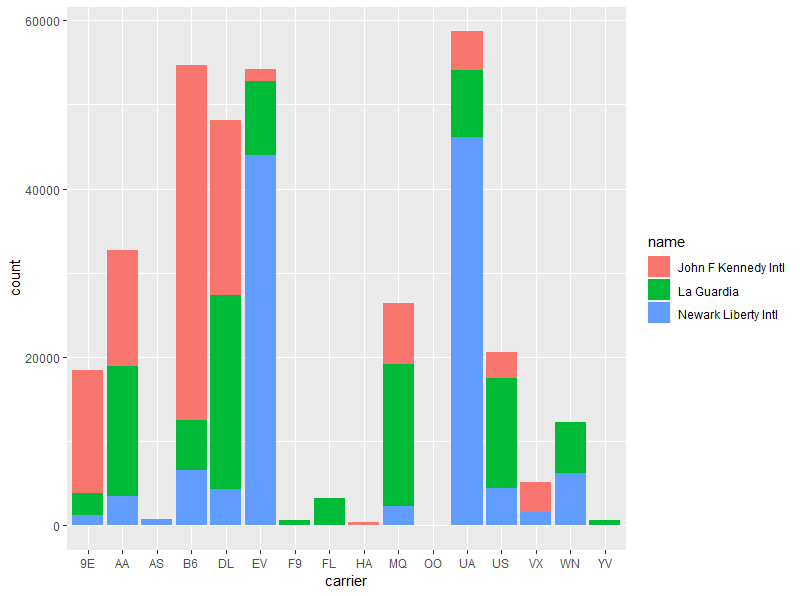 60000
40000
20000
0
count
9E AA AS B6 DL EV F9 FL HA MQ OO UA US VX WN YV
carrier
name
John F Kennedy Intl
La Guardia
Newark Liberty Intl